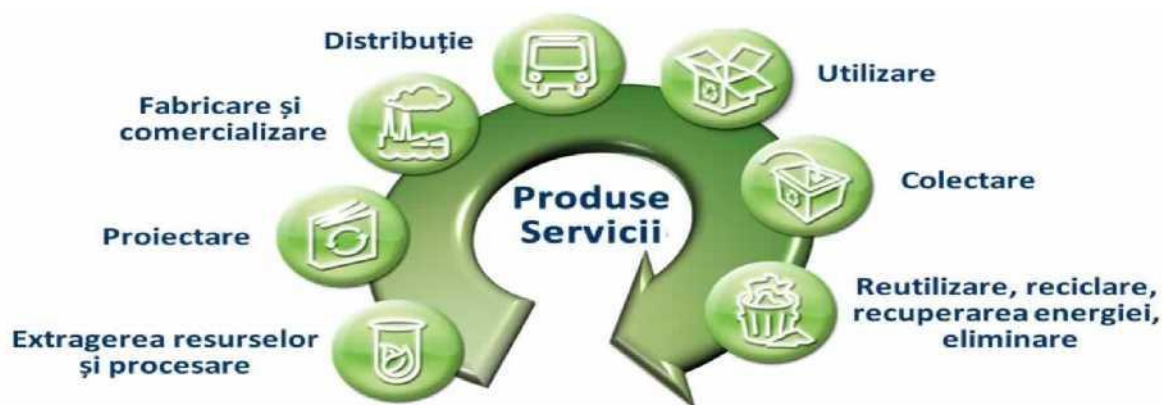 Distribuție
Utilizare
Fabricare și
comercializare
Produse
Servicii
Colectare
Proiectare
Reutilizare, reciclare,
recuperarea energiei,
eliminare
Extragerea resurselor
și procesare